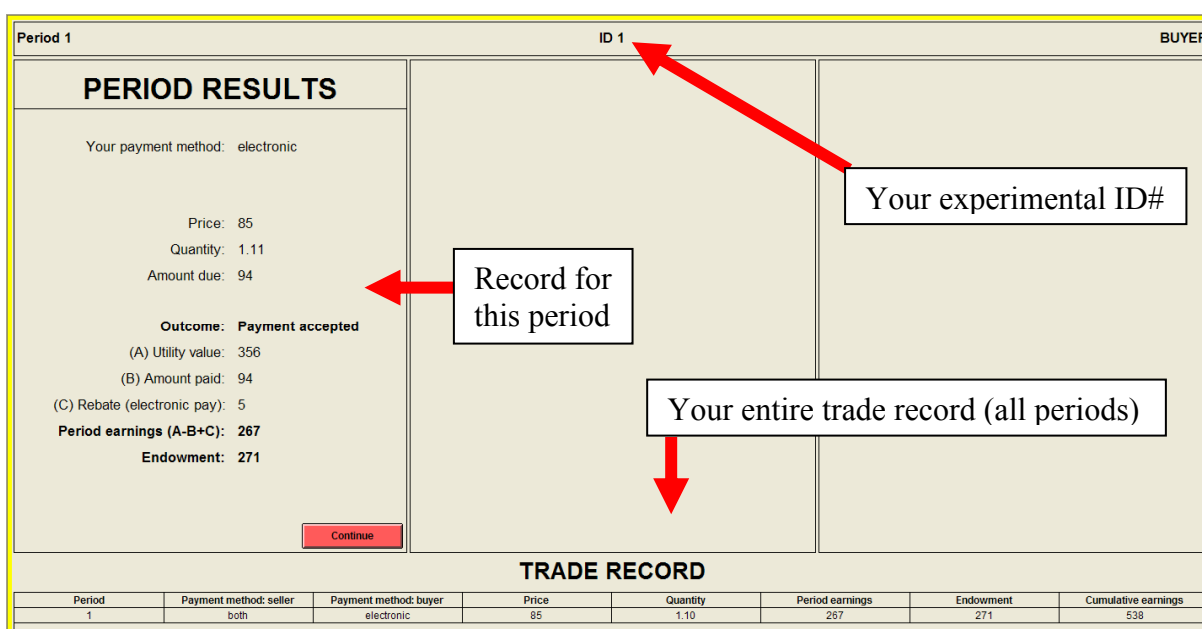 Period 1 ID 1 BUYER
PERIOD RESULTS
Your payment method: electronic
Your experimental ID#
Price: 85
Quantity: 1.11
Amount due: 94
Record for
this period
Outcome: Payment accepted
(A) Utility value: 356
(B) Amount paid: 94
(C) Rebate (electronic pay): 5
Period earnings (A-B+C): 267
Endowment: 271
Your entire trade record (all periods)
Continue
TRADE RECORD
Period Payment method: seller Payment method: buyer Price Quantity Period earnings Endowment Cumulative earnings
1 both electronic 85 1.10 267 271 538